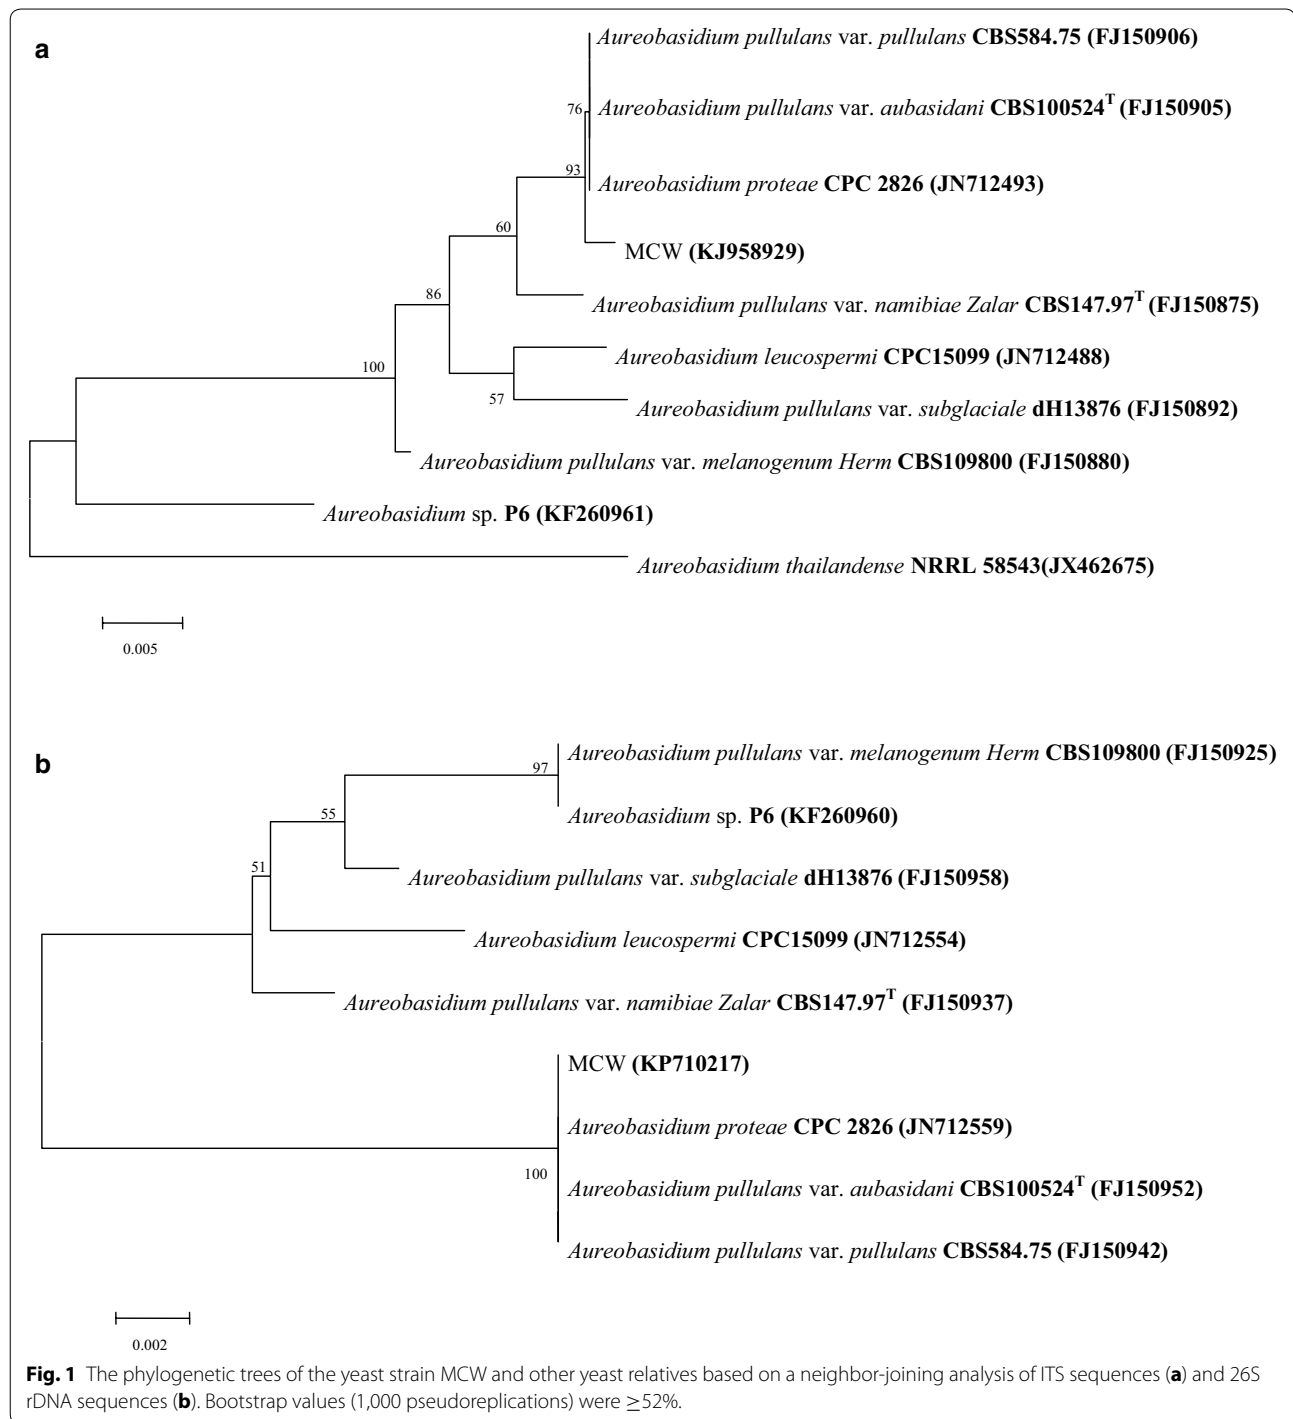 a
Aureobasidium pullulans var. pullulans CBS584.75 (FJ150906)
76
Aureobasidium pullulans var. aubasidani CBS100524T (FJ150905)
93
Aureobasidium proteae CPC 2826 (JN712493)
60
MCW (KJ958929)
86
Aureobasidium pullulans var. namibiae Zalar CBS147.97T (FJ150875)
Aureobasidium leucospermi CPC15099 (JN712488)
100
57
Aureobasidium pullulans var. subglaciale dH13876 (FJ150892)
Aureobasidium pullulans var. melanogenum Herm CBS109800 (FJ150880)
Aureobasidium sp. P6 (KF260961)
Aureobasidium thailandense NRRL 58543(JX462675)
0.005
b
Aureobasidium pullulans var. melanogenum Herm CBS109800 (FJ150925)
97
Aureobasidium sp. P6 (KF260960)
55
51
Aureobasidium pullulans var. subglaciale dH13876 (FJ150958)
Aureobasidium leucospermi CPC15099 (JN712554)
Aureobasidium pullulans var. namibiae Zalar CBS147.97T (FJ150937)
MCW (KP710217)
Aureobasidium proteae CPC 2826 (JN712559)
100
Aureobasidium pullulans var. aubasidani CBS100524T (FJ150952)
Aureobasidium pullulans var. pullulans CBS584.75 (FJ150942)
0.002
Fig. 1 The phylogenetic trees of the yeast strain MCW and other yeast relatives based on a neighbor-joining analysis of ITS sequences (a) and 26S
rDNA sequences (b). Bootstrap values (1,000 pseudoreplications) were ≥52%.